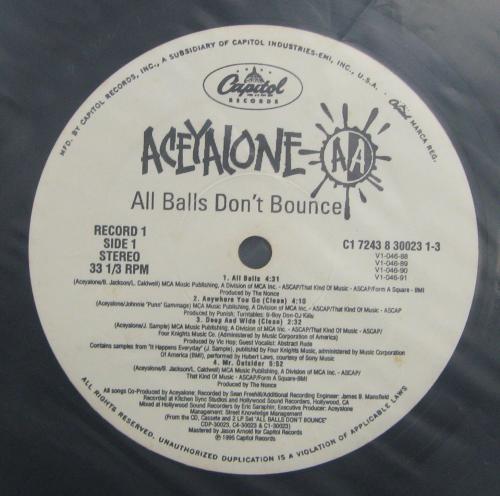 MFD. BY CAPITOL RECORDS, INC., A SUBSIDIARY OF CAPITOL INDUSTRIES-EMI, INC., U.S.A. · Capitol MARCA REG.
Capitol
RECORDS
ACEYALONE
AA
All Balls Don't Bounce
RECORD 1
SIDE 1
STEREO
33 1/3 RPM
C1 7243 8 30023 1-3
V1-046-88
V1-046-89
V1-046-90
V1-046-91
1. All Balls 4:31
(Aceyalone/B. Jackson/L. Caldwell) MCA Music Publishing, A Division of MCA Inc. - ASCAP/That Kind Of Music - ASCAP/Form A Square - BMI
Produced by The Nonce
2. Anywhere You Go (Clean) 4:10
(Aceyalone/Johnnie "Puns" Gammage) MCA Music Publishing, A Division of MCA Inc. - ASCAP/That Kind Of Music - ASCAP
Produced by Punish; Turntables: B-Boy Don-DJ Kilu
3. Deep And Wide (Clean) 2:32
(Aceyalone/J. Sample) MCA Music Publishing, A Division of MCA Inc. - ASCAP/That Kind Of Music - ASCAP/
Four Knights Music Co. (Administered by Music Corporation of America)
Produced by Vic Hop; Guest Vocalist: Abstract Rude
Contains samples from "It Happens Everyday" (J. Sample), published by Four Knights Music, administered by Music Corporation
Of America (BMI), performed by Hubert Laws, courtesy of Sony Music
4. Mr. Outsider 5:52
(Aceyalone/B. Jackson/L. Caldwell) MCA Music Publishing, A Division of MCA Inc. - ASCAP/
That Kind Of Music - ASCAP/Form A Square-BMI
Produced by The Nonce
All songs Co-Produced by Aceyalone; Recorded by Sean Freehill/Additional Recording Engineer: James B. Mansfield
Recorded at Kitchen Sync Studios and Hollywood Sound Recorders, Hollywood, CA
Mixed at Hollywood Sound Recorders by Eric Sarafin; Executive Producer: Aceyalone
Management: Street Knowledge Management
(From the CD, Cassette and 2 LP Set "ALL BALLS DON'T BOUNCE"
CDP-30023, C4-30023 & C1-30023)
Mastered by Jason Arnold for Capitol Records
℗ 1995 Capitol Records
ALL RIGHTS RESERVED. UNAUTHORIZED DUPLICATION IS A VIOLATION OF APPLICABLE LAWS